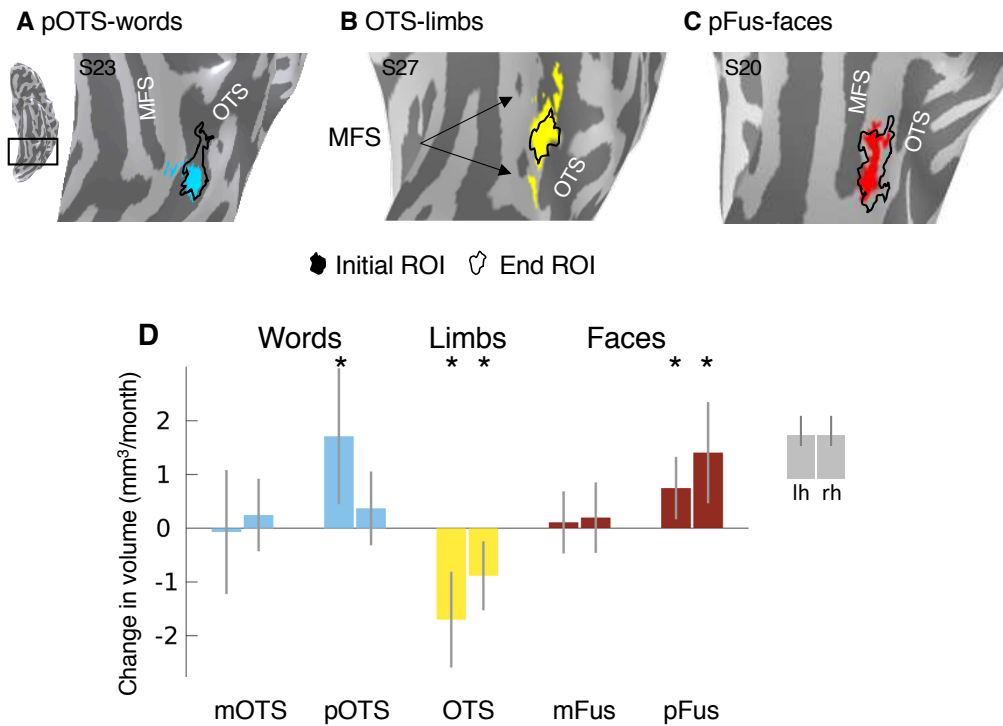 A pOTS-words
B OTS-limbs
C pFus-faces
S23
MFS
OTS
S27
MFS
OTS
S20
MFS
OTS
Initial ROI
End ROI
D
Words
Limbs
Faces
* * * * *
Change in volume (mm³/month)
2
1
0
-1
-2
lh rh
mOTS pOTS OTS mFus pFus